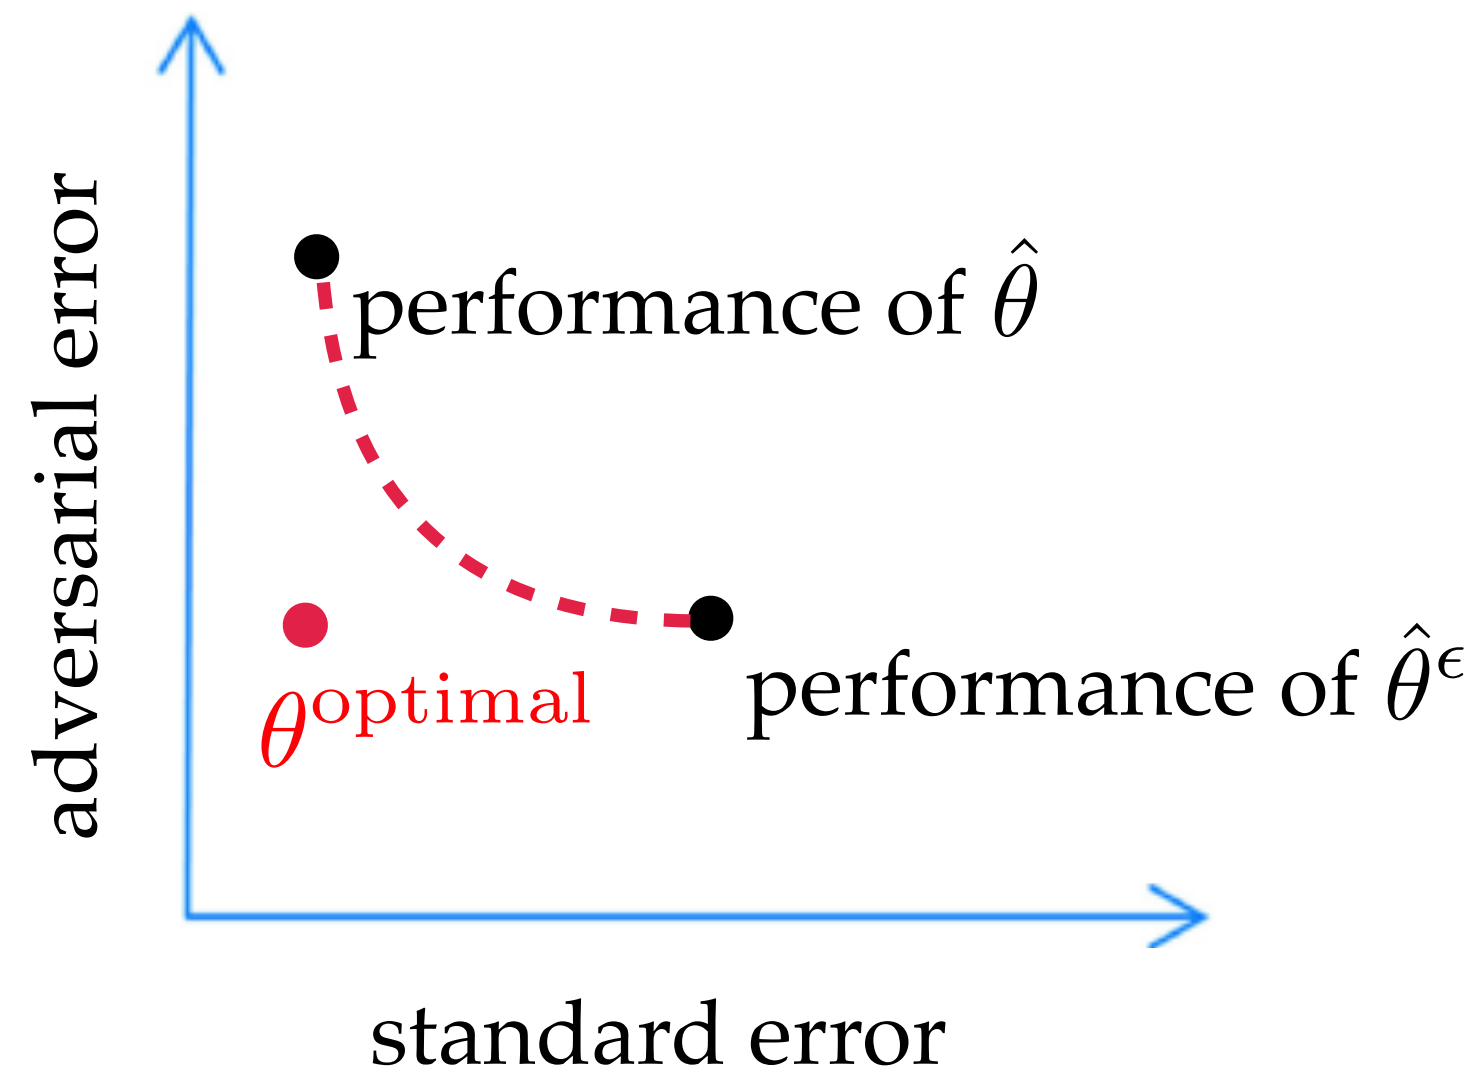 adversarial error
performance of θ̂
θ^optimal
performance of θ̂^ϵ
standard error